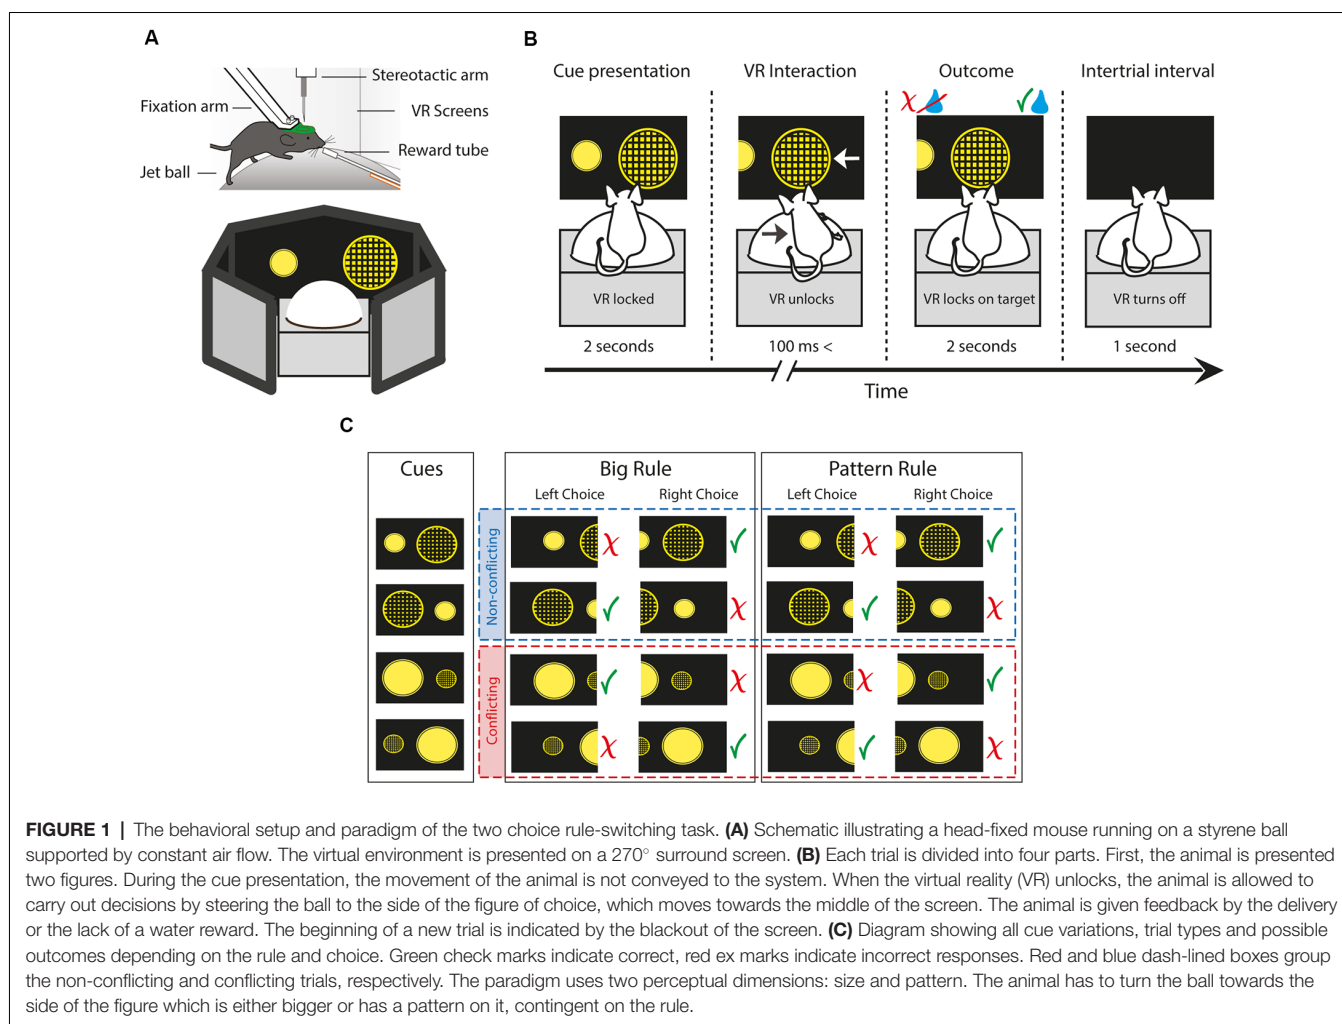 A
Stereotactic arm
Fixation arm
VR Screens
Reward tube
Jet ball
B
Cue presentation
VR Interaction
Outcome
Intertrial interval
VR locked
VR unlocks
VR locks on target
VR turns off
2 seconds
100 ms <
2 seconds
1 second
Time
C
Cues
Big Rule
Pattern Rule
Left Choice
Right Choice
Left Choice
Right Choice
Non-conflicting
Conflicting
FIGURE 1 | The behavioral setup and paradigm of the two choice rule-switching task. (A) Schematic illustrating a head-fixed mouse running on a styrene ball
supported by constant air flow. The virtual environment is presented on a 270° surround screen. (B) Each trial is divided into four parts. First, the animal is presented
two figures. During the cue presentation, the movement of the animal is not conveyed to the system. When the virtual reality (VR) unlocks, the animal is allowed to
carry out decisions by steering the ball to the side of the figure of choice, which moves towards the middle of the screen. The animal is given feedback by the delivery
or the lack of a water reward. The beginning of a new trial is indicated by the blackout of the screen. (C) Diagram showing all cue variations, trial types and possible
outcomes depending on the rule and choice. Green check marks indicate correct, red ex marks indicate incorrect responses. Red and blue dash-lined boxes group
the non-conflicting and conflicting trials, respectively. The paradigm uses two perceptual dimensions: size and pattern. The animal has to turn the ball towards the
side of the figure which is either bigger or has a pattern on it, contingent on the rule.